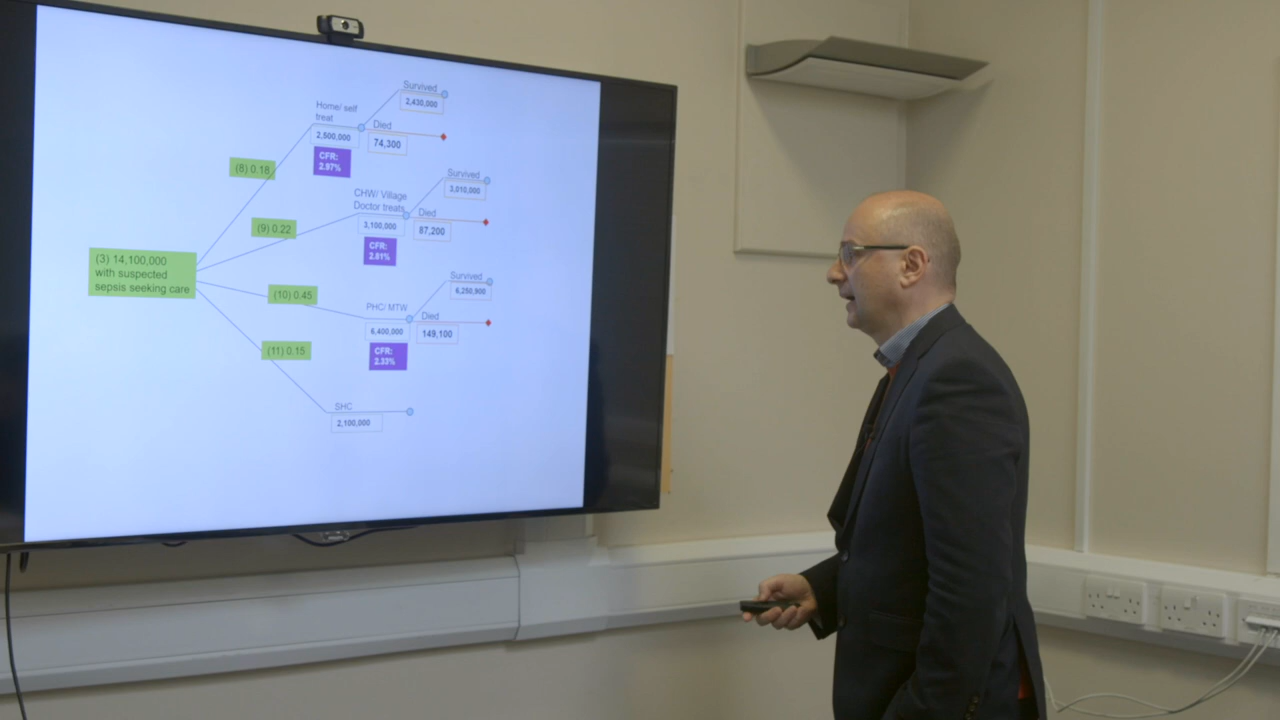 (3) 14,100,000
with suspected
sepsis seeking care
(8) 0.18
Home/ self
treat
2,500,000
CFR:
2.97%
Survived
2,430,000
Died
74,300
(9) 0.22
CHW/ Village
Doctor treats
3,100,000
CFR:
2.81%
Survived
3,010,000
Died
87,200
(10) 0.45
PHC/ MTW
6,400,000
CFR:
2.33%
Survived
6,250,900
Died
149,100
(11) 0.15
SHC
2,100,000